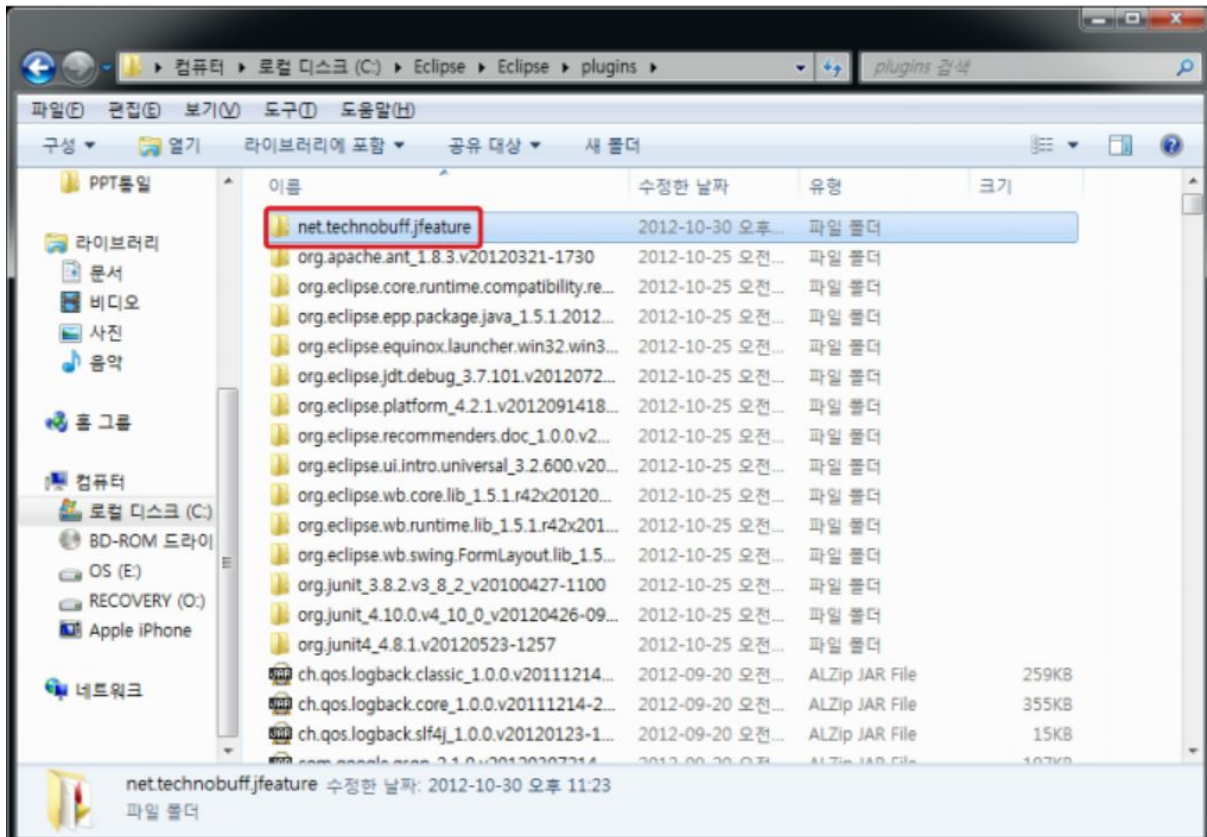 컴퓨터 ▸ 로컬 디스크 (C:) ▸ Eclipse ▸ Eclipse ▸ plugins ▸ plugins 검색
파일(F) 편집(E) 보기(V) 도구(T) 도움말(H)
구성 열기 라이브러리에 포함 공유 대상 새 폴더
PPT통일
라이브러리
문서
비디오
사진
음악
홈 그룹
컴퓨터
로컬 디스크 (C:)
BD-ROM 드라이
OS (E:)
RECOVERY (O:)
Apple iPhone
네트워크
이름 수정한 날짜 유형 크기
net.technobuff.jfeature 2012-10-30 오후... 파일 폴더
org.apache.ant_1.8.3.v20120321-1730 2012-10-25 오전... 파일 폴더
org.eclipse.core.runtime.compatibility.re... 2012-10-25 오전... 파일 폴더
org.eclipse.epp.package.java_1.5.1.2012... 2012-10-25 오전... 파일 폴더
org.eclipse.equinox.launcher.win32.win3... 2012-10-25 오전... 파일 폴더
org.eclipse.jdt.debug_3.7.101.v2012072... 2012-10-25 오전... 파일 폴더
org.eclipse.platform_4.2.1.v2012091418... 2012-10-25 오전... 파일 폴더
org.eclipse.recommenders.doc_1.0.0.v2... 2012-10-25 오전... 파일 폴더
org.eclipse.ui.intro.universal_3.2.600.v20... 2012-10-25 오전... 파일 폴더
org.eclipse.wb.core.lib_1.5.1.r42x20120... 2012-10-25 오전... 파일 폴더
org.eclipse.wb.runtime.lib_1.5.1.r42x201... 2012-10-25 오전... 파일 폴더
org.eclipse.wb.swing.FormLayout.lib_1.5... 2012-10-25 오전... 파일 폴더
org.junit_3.8.2.v3_8_2_v20100427-1100 2012-10-25 오전... 파일 폴더
org.junit_4.10.0.v4_10_0_v20120426-09... 2012-10-25 오전... 파일 폴더
org.junit4_4.8.1.v20120523-1257 2012-10-25 오전... 파일 폴더
ch.qos.logback.classic_1.0.0.v20111214... 2012-09-20 오전... ALZip JAR File 259KB
ch.qos.logback.core_1.0.0.v20111214-2... 2012-09-20 오전... ALZip JAR File 355KB
ch.qos.logback.slf4j_1.0.0.v20120123-1... 2012-09-20 오전... ALZip JAR File 15KB
net.technobuff.jfeature 수정한 날짜: 2012-10-30 오후 11:23
파일 폴더